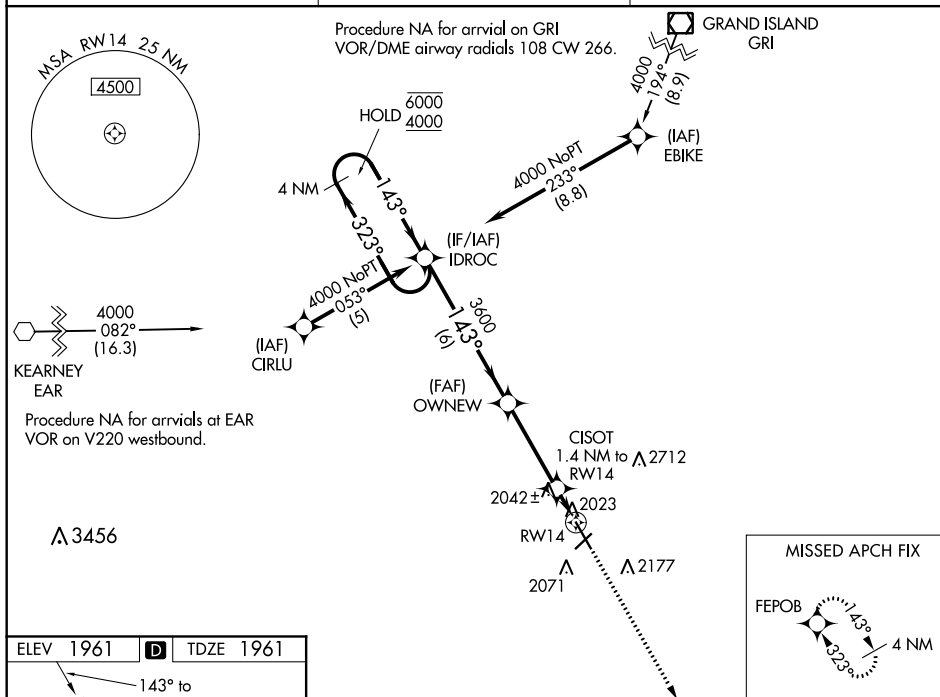 MSA RW14 25 NM
4500
Procedure NA for arrvial on GRI
VOR/DME airway radials 108 CW 266.
GRAND ISLAND
GRI
4000
194°
(8.9)
(IAF)
EBIKE
4000 NoPT
233°
(8.8)
HOLD 6000
4000
4 NM
143°
323°
(IF/IAF)
IDROC
4000 NoPT
053°
(5)
(IAF)
CIRLU
4000
082°
(16.3)
KEARNEY
EAR
Procedure NA for arrvials at EAR
VOR on V220 westbound.
3600
143°
(6)
(FAF)
OWNEW
CISOT
1.4 NM to
RW14
2712
2042±
2023
RW14
2071
2177
3456
MISSED APCH FIX
FEPOB
143°
323°
4 NM
ELEV 1961 D TDZE 1961
143° to